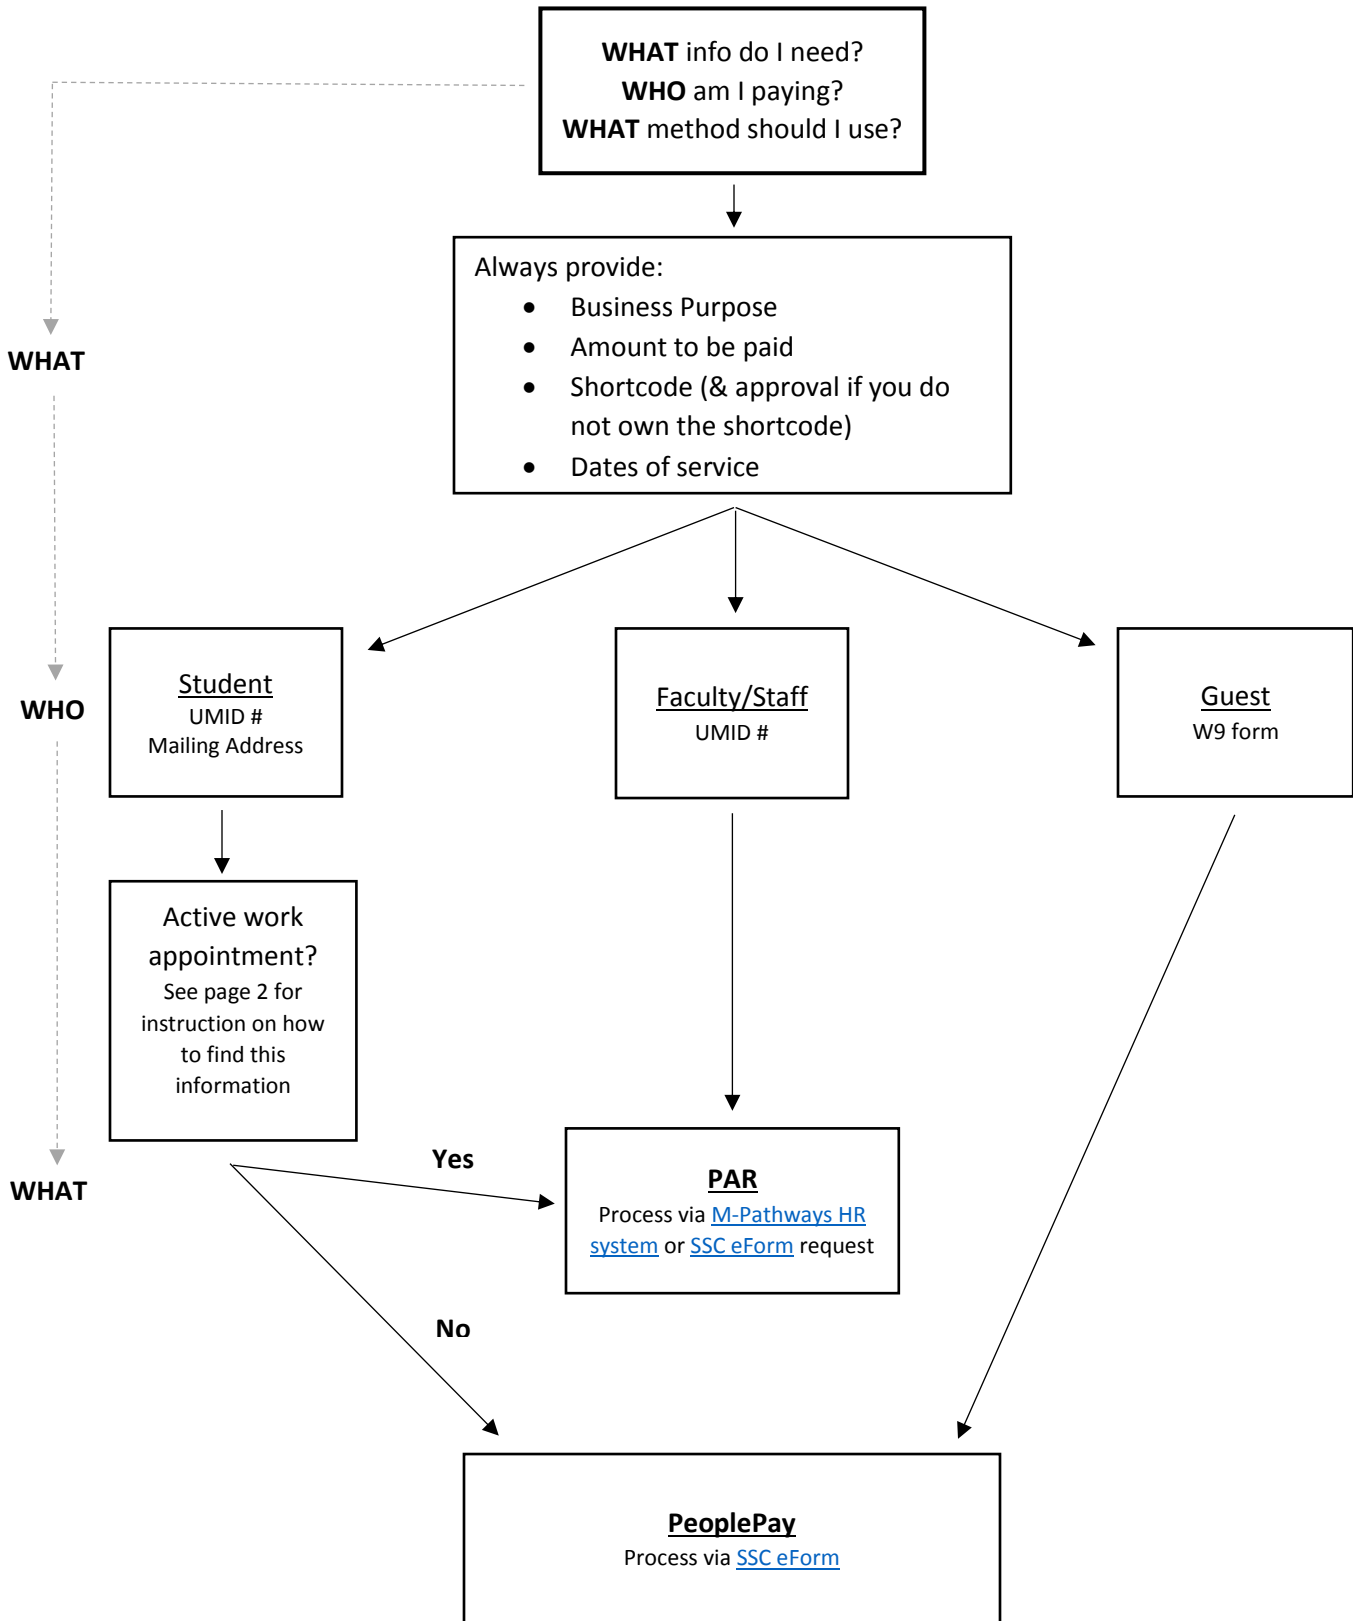 WHAT info do I need?
WHO am I paying?
WHAT method should I use?
Always provide:
• Business Purpose
• Amount to be paid
• Shortcode (& approval if you do
not own the shortcode)
• Dates of service
WHAT
WHO
Student
UMID #
Mailing Address
Faculty/Staff
UMID #
Guest
W9 form
Active work
appointment?
See page 2 for
instruction on how
to find this
information
WHAT
Yes
PAR
Process via M-Pathways HR
system or SSC eForm request
No
PeoplePay
Process via SSC eForm